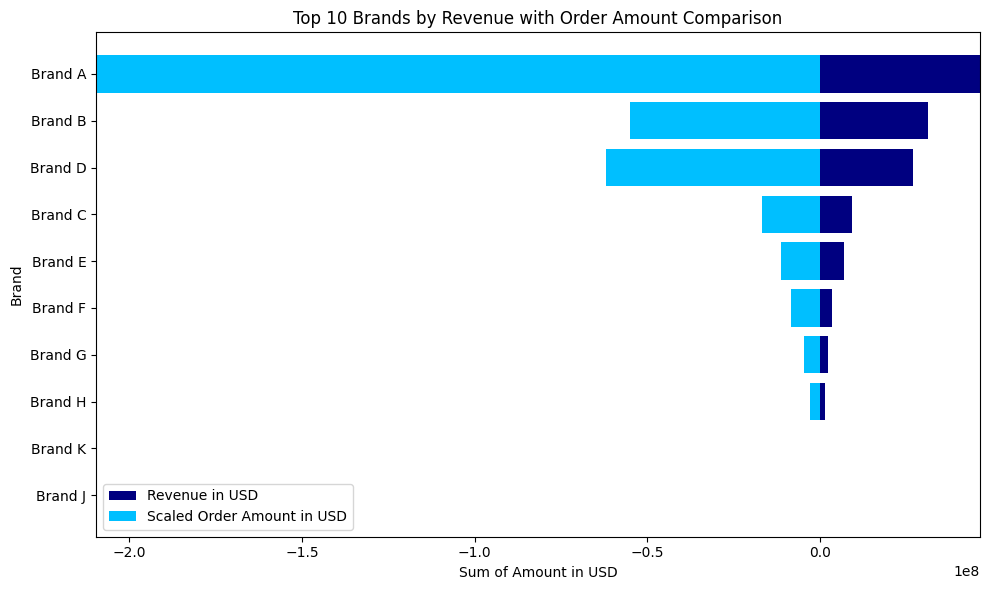 Top 10 Brands by Revenue with Order Amount Comparison
Brand A
Brand B
Brand D
Brand C
Brand E
Brand F
Brand G
Brand H
Brand K
Brand J
Brand
Revenue in USD
Scaled Order Amount in USD
−2.0 −1.5 −1.0 −0.5 0.0
1e8
Sum of Amount in USD